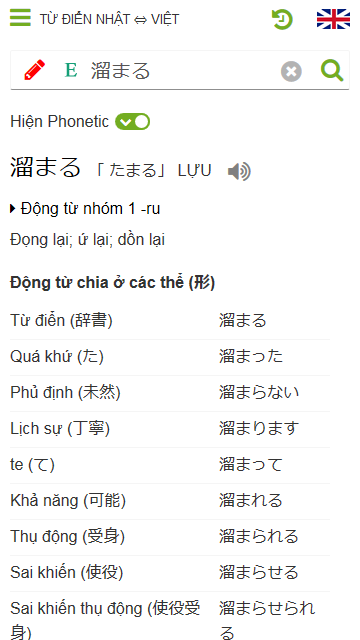 TỪ ĐIỂN NHẬT ⇔ VIỆT
E 溜まる
Hiện Phonetic
溜まる 「 たまる」 LỰU
Động từ nhóm 1 -ru
Đọng lại; ứ lại; dồn lại
Động từ chia ở các thể (形)
Từ điển (辞書) 溜まる
Quá khứ (た) 溜まった
Phủ định (未然) 溜まらない
Lịch sự (丁寧) 溜まります
te (て) 溜まって
Khả năng (可能) 溜まれる
Thụ động (受身) 溜まられる
Sai khiến (使役) 溜まらせる
Sai khiến thụ động (使役受 溜まらせられ
身) る